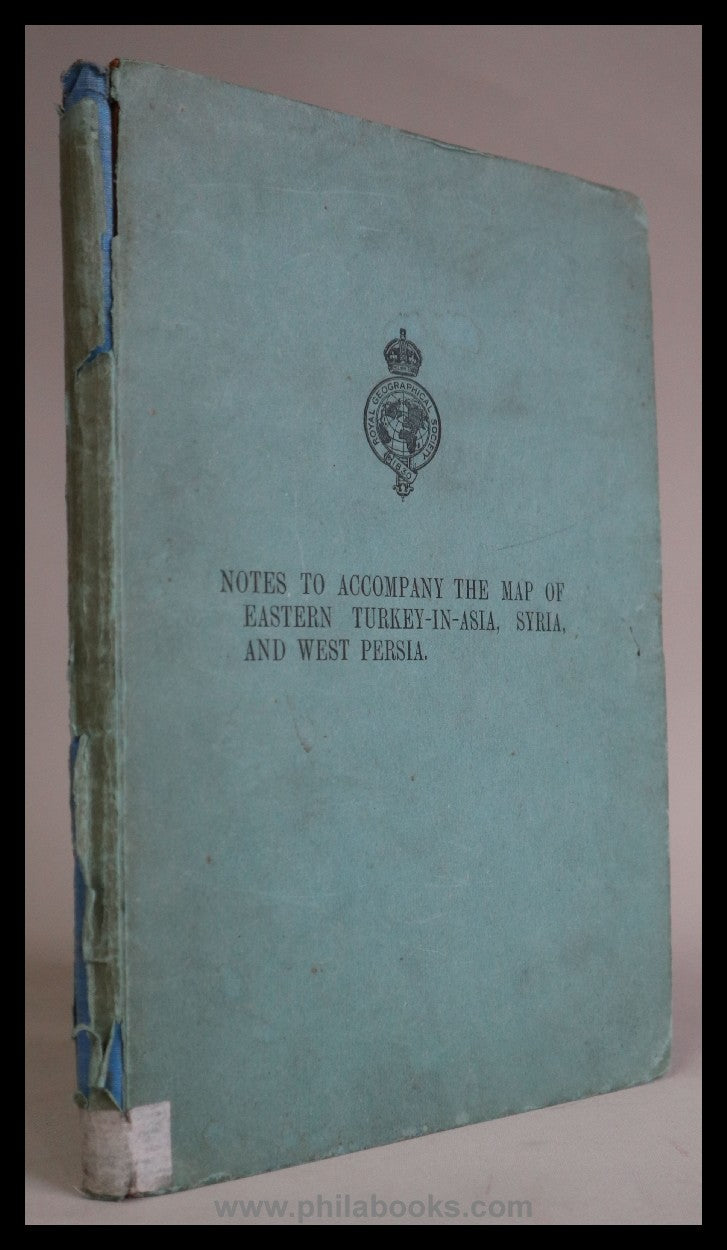 ROYAL GEOGRAPHICAL SOCIETY
1830
NOTES TO ACCOMPANY THE MAP OF
EASTERN TURKEY-IN-ASIA, SYRIA,
AND WEST PERSIA.
www.philabooks.com